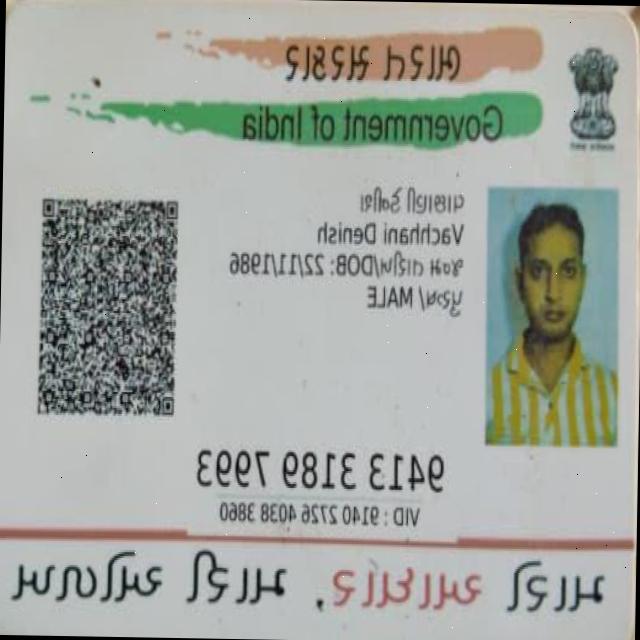 ભારત સરકાર
Government of India
વાછાણી ડેનીશ
Vachhani Denish
જન્મ તારીખ/DOB: 22/11/1986
પુરુષ/ MALE
9413 3189 7993
VID : 9140 2726 4038 3860
મારો આધાર, મારી ઓળખ